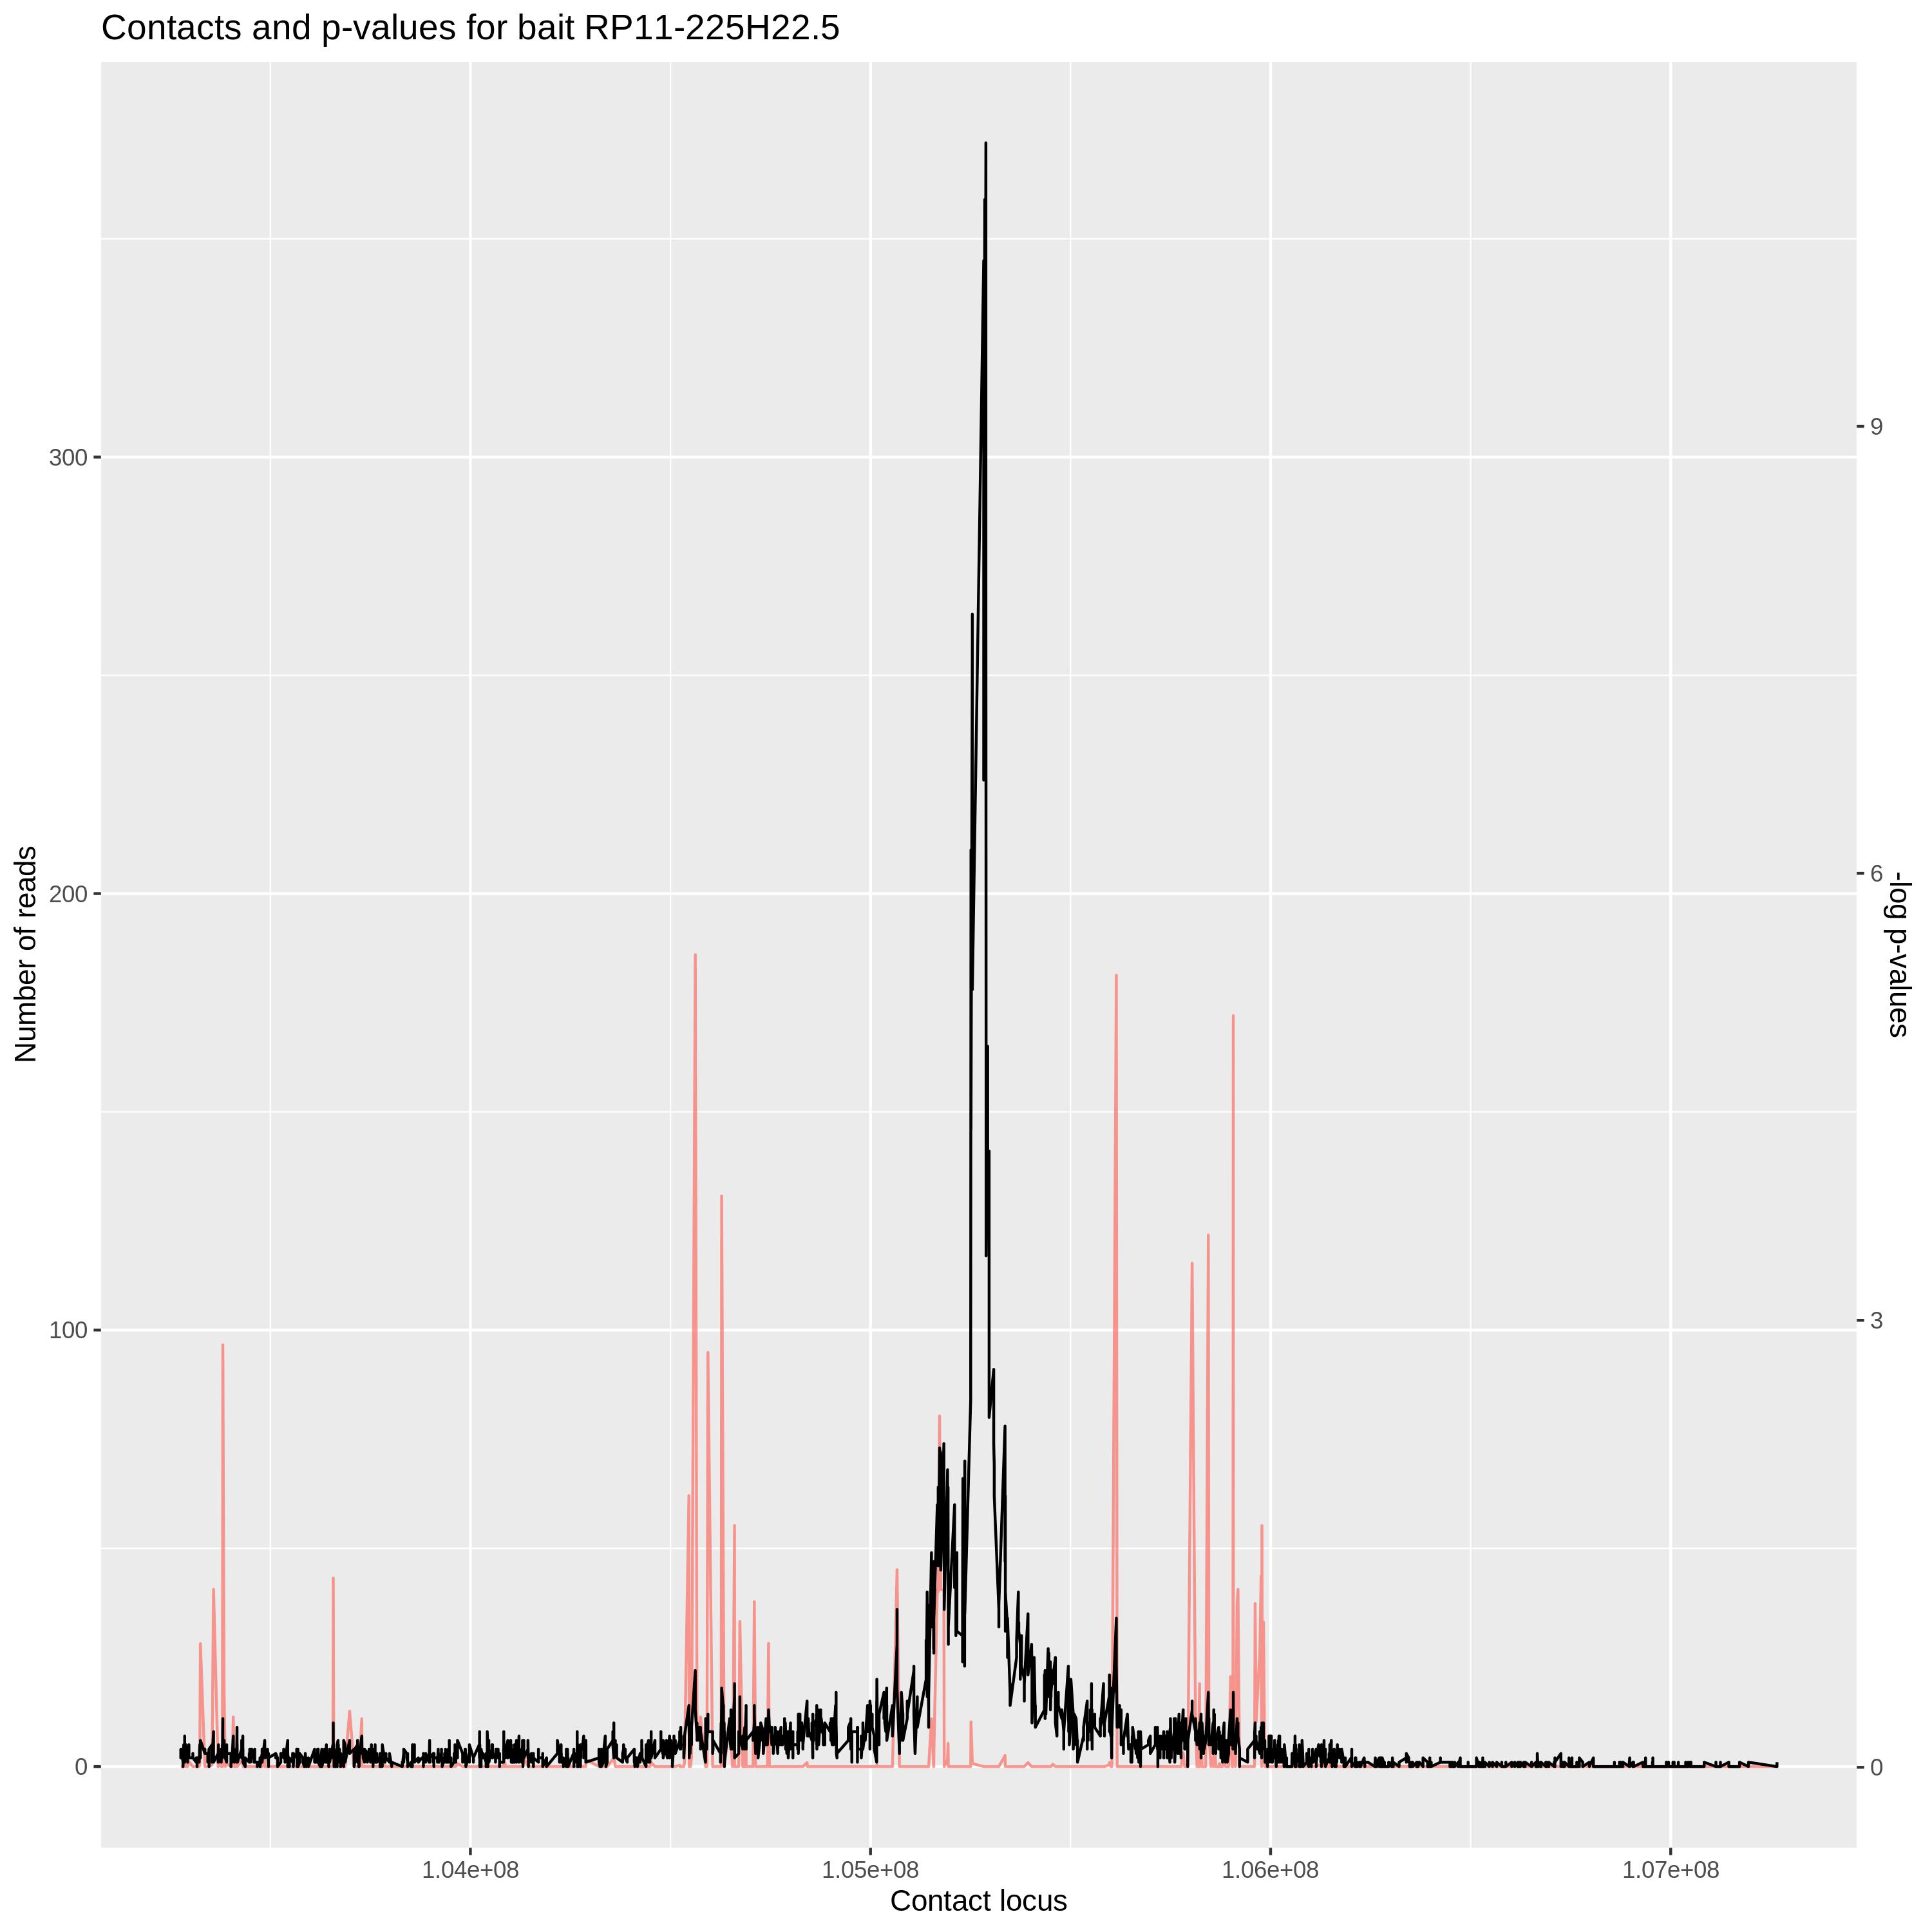 Contacts and p-values for bait RP11-225H22.5
300
200
100
0
Number of reads
9
6
3
0
-log p-values
1.04e+08
1.05e+08
1.06e+08
1.07e+08
Contact locus